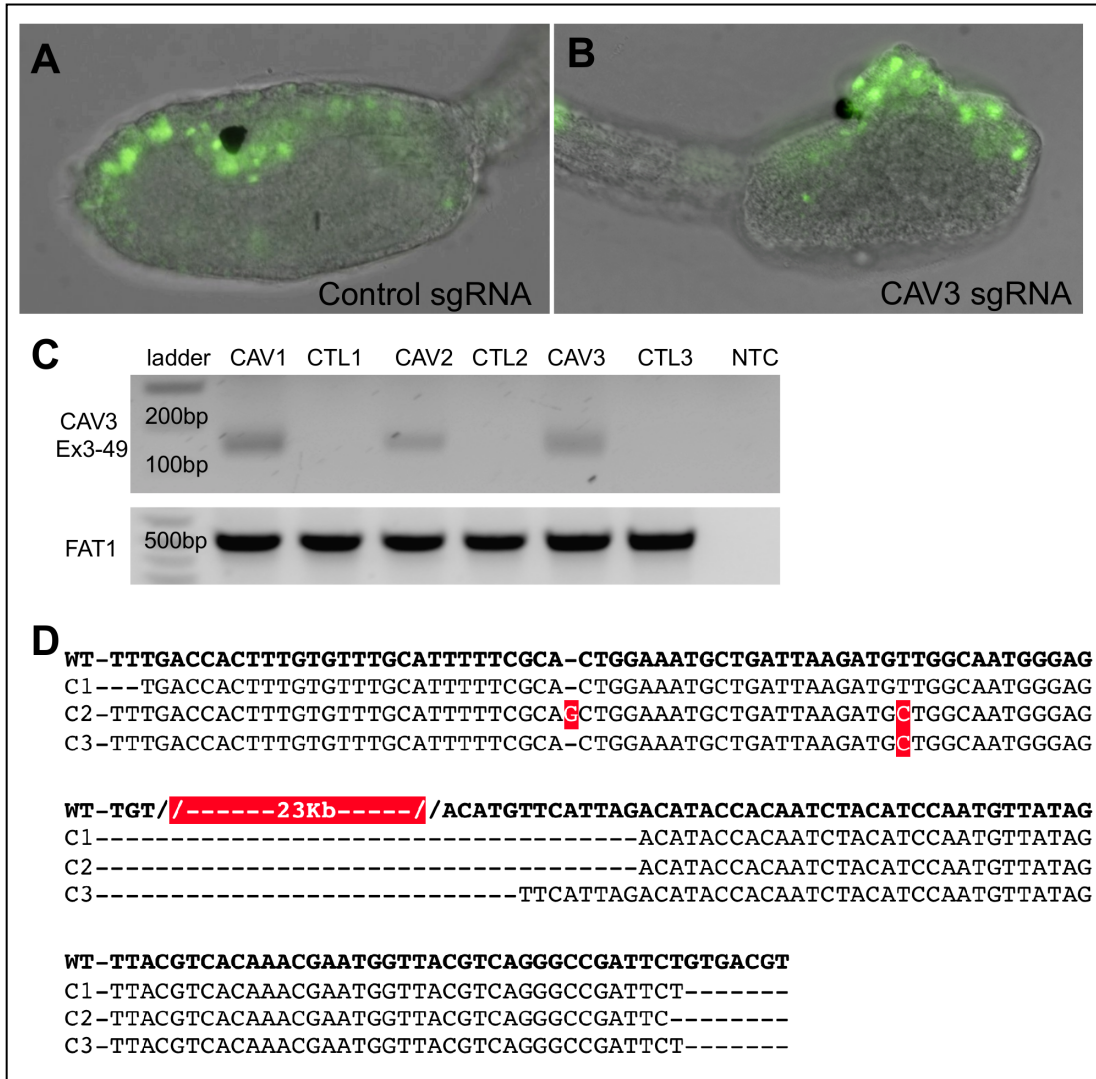 A
Control sgRNA
B
CAV3 sgRNA
C
ladder CAV1 CTL1 CAV2 CTL2 CAV3 CTL3 NTC
CAV3
Ex3-49
200bp
100bp
FAT1
500bp
D
WT-TTTGACCACTTTGTGTTTGCATTTTTCGCA-CTGGAAATGCTGATTAAGATGTTGGCAATGGGAG
C1---TGACCACTTTGTGTTTGCATTTTTCGCA-CTGGAAATGCTGATTAAGATGTTGGCAATGGGAG
C2-TTTGACCACTTTGTGTTTGCATTTTTCGCAGCTGGAAATGCTGATTAAGATGCTGGCAATGGGAG
C3-TTTGACCACTTTGTGTTTGCATTTTTCGCA-CTGGAAATGCTGATTAAGATGCTGGCAATGGGAG
WT-TGT//------23Kb-----//ACATGTTCATTAGACATACCACAATCTACATCCAATGTTATAG
C1------------------------------------ACATACCACAATCTACATCCAATGTTATAG
C2------------------------------------ACATACCACAATCTACATCCAATGTTATAG
C3----------------------------TTCATTAGACATACCACAATCTACATCCAATGTTATAG
WT-TTACGTCACAAACGAATGGTTACGTCAGGGCCGATTCTGTGACGT
C1-TTACGTCACAAACGAATGGTTACGTCAGGGCCGATTCT-------
C2-TTACGTCACAAACGAATGGTTACGTCAGGGCCGATTC--------
C3-TTACGTCACAAACGAATGGTTACGTCAGGGCCGATTCT-------